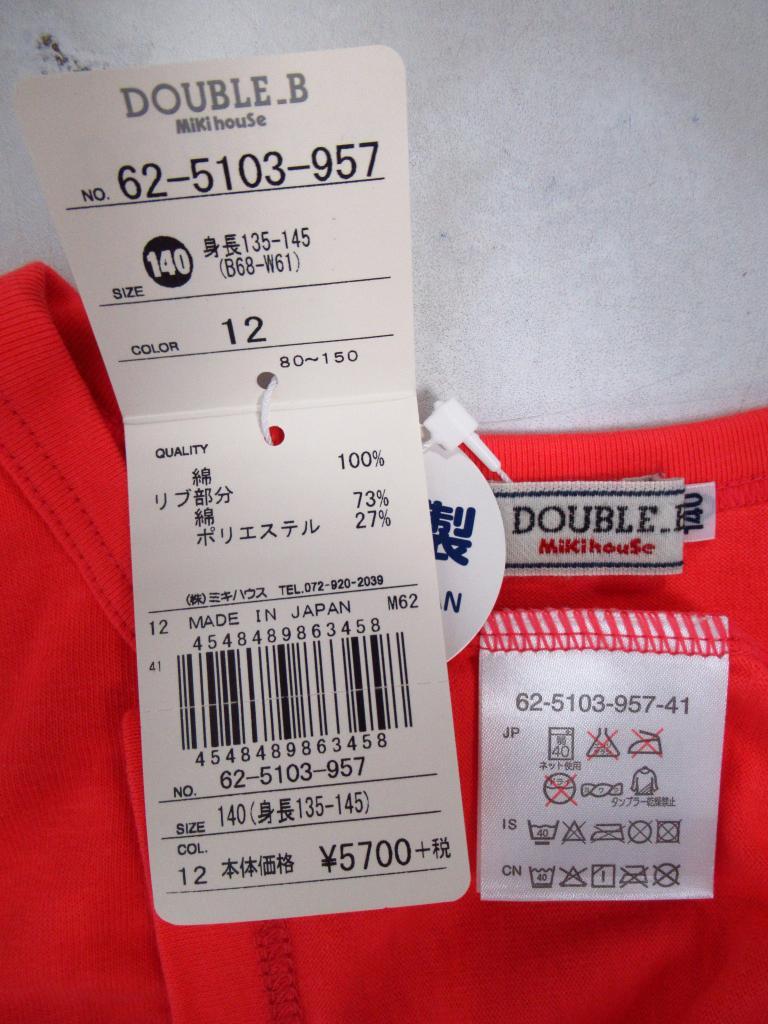 DOUBLE_B
MiKihouSe
NO. 62-5103-957
SIZE 140 身長135-145
(B68-W61)
COLOR 12
80~150
QUALITY
綿 100%
リブ部分
綿 73%
ポリエステル 27%
(株)ミキハウス TEL.072-920-2039
12 MADE IN JAPAN M62
4548489863458
41
4548489863458
NO. 62-5103-957
SIZE 140(身長135-145)
COL.
12 本体価格 ¥5700+税
製
N
DOUBLE_B
MiKihouSe
140
62-5103-957-41
JP
40
ネット使用
ドライ
タンブラー乾燥禁止
IS 40
CN 40